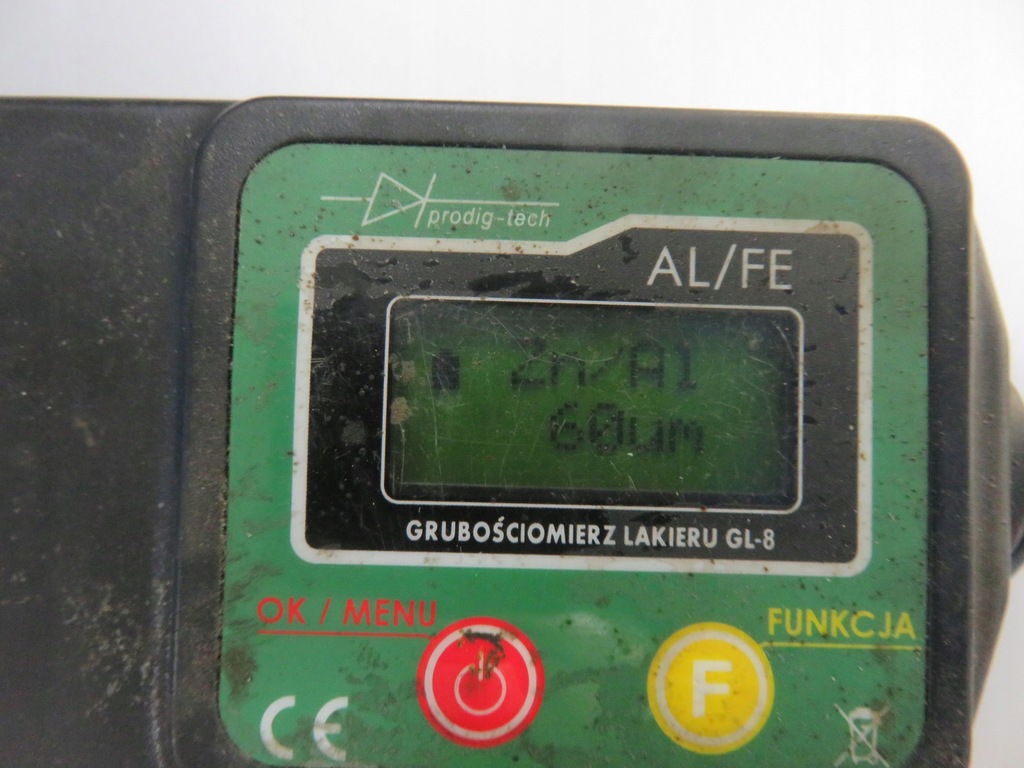 prodig-tech
AL/FE
Zn/Al
60um
GRUBOŚCIOMIERZ LAKIERU GL-8
OK / MENU
FUNKCJA
F
CE